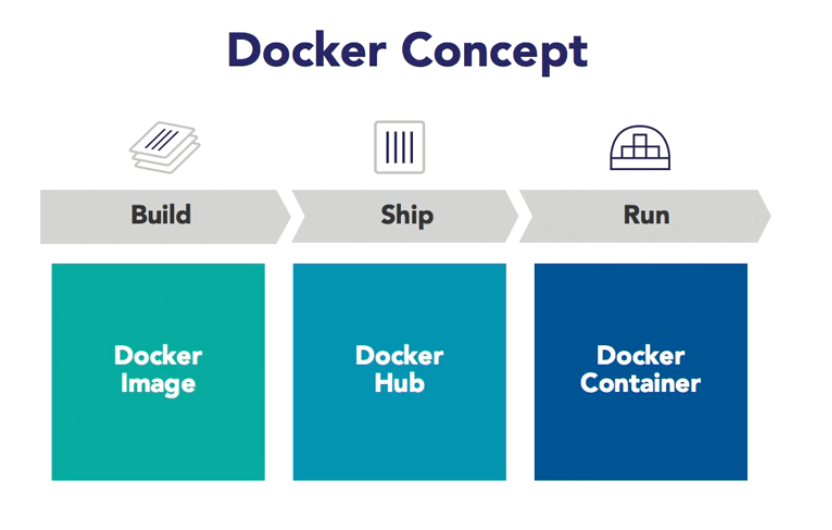 Docker Concept
Build
Ship
Run
Docker
Image
Docker
Hub
Docker
Container